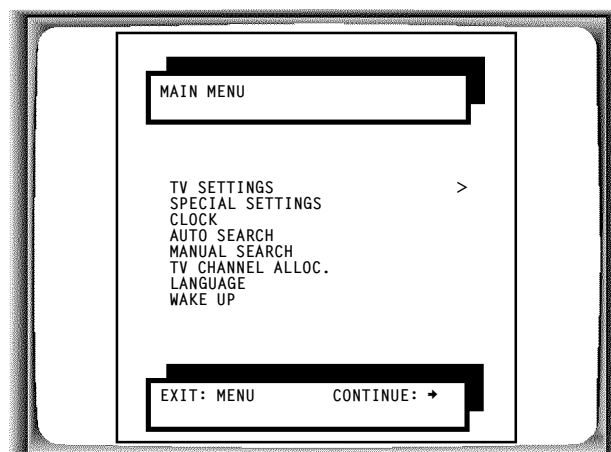 MAIN MENU
TV SETTINGS >
SPECIAL SETTINGS
CLOCK
AUTO SEARCH
MANUAL SEARCH
TV CHANNEL ALLOC.
LANGUAGE
WAKE UP
EXIT: MENU CONTINUE: →